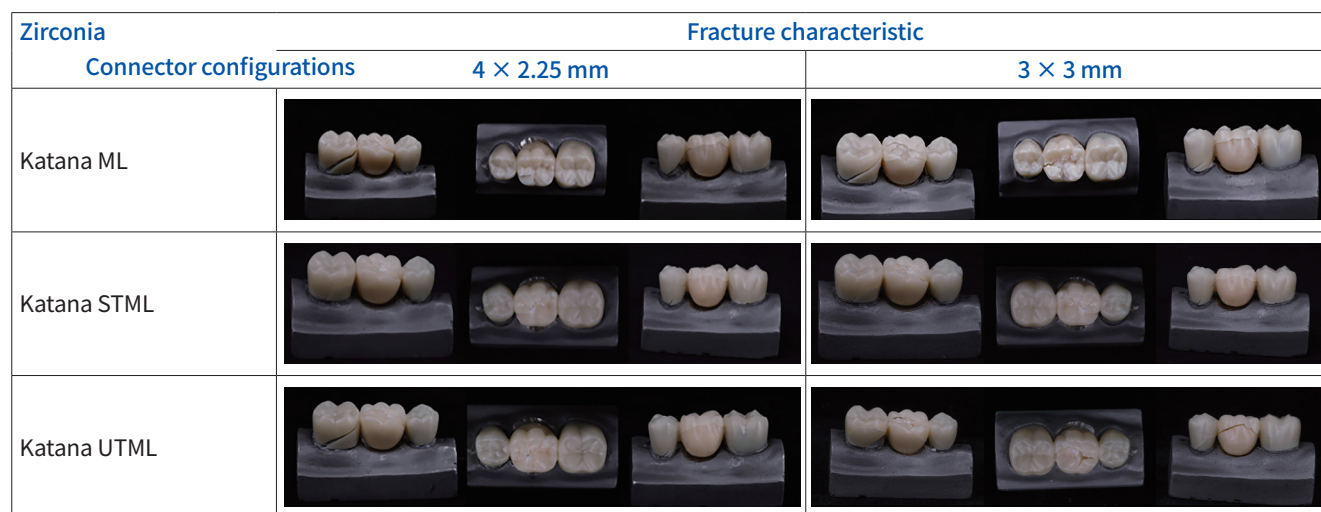 Zirconia
Fracture characteristic
Connector configurations
4 × 2.25 mm
3 × 3 mm
Katana ML
Katana STML
Katana UTML